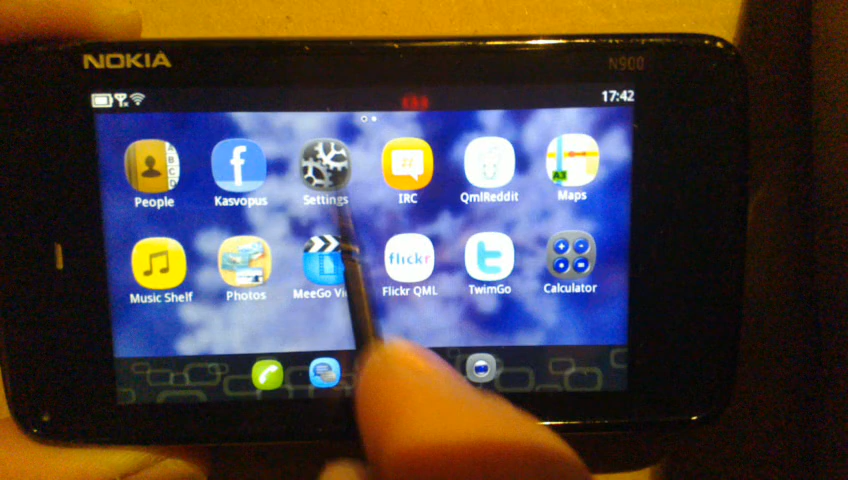 NOKIA
N900
17:42
People
Kasvopus
Settings
IRC
QmlReddit
Maps
A
B
C
D
f
#
A3
Music Shelf
Photos
MeeGo
Flickr QML
TwimGo
Calculator
flickr